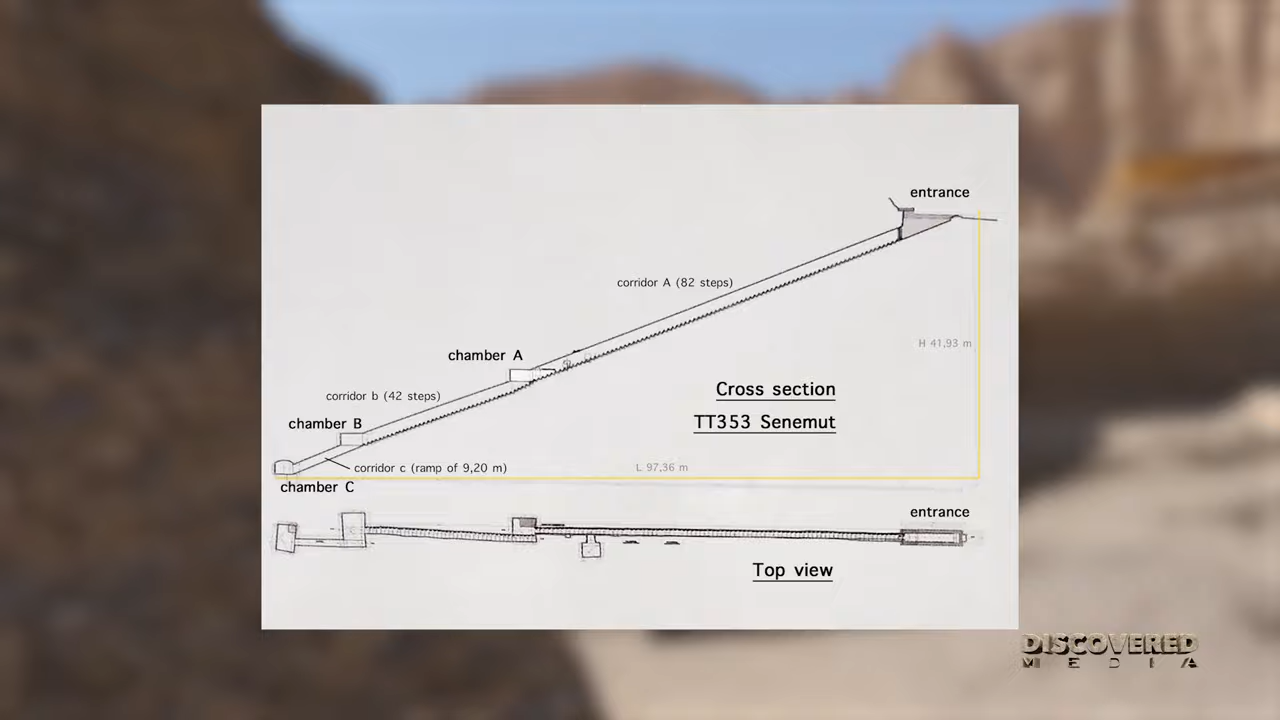 entrance
corridor A (82 steps)
H 41,93 m
chamber A
corridor b (42 steps)
Cross section
chamber B
TT353 Senemut
corridor c (ramp of 9,20 m)
L 97,36 m
chamber C
entrance
Top view
DISCOVERED
MEDIA